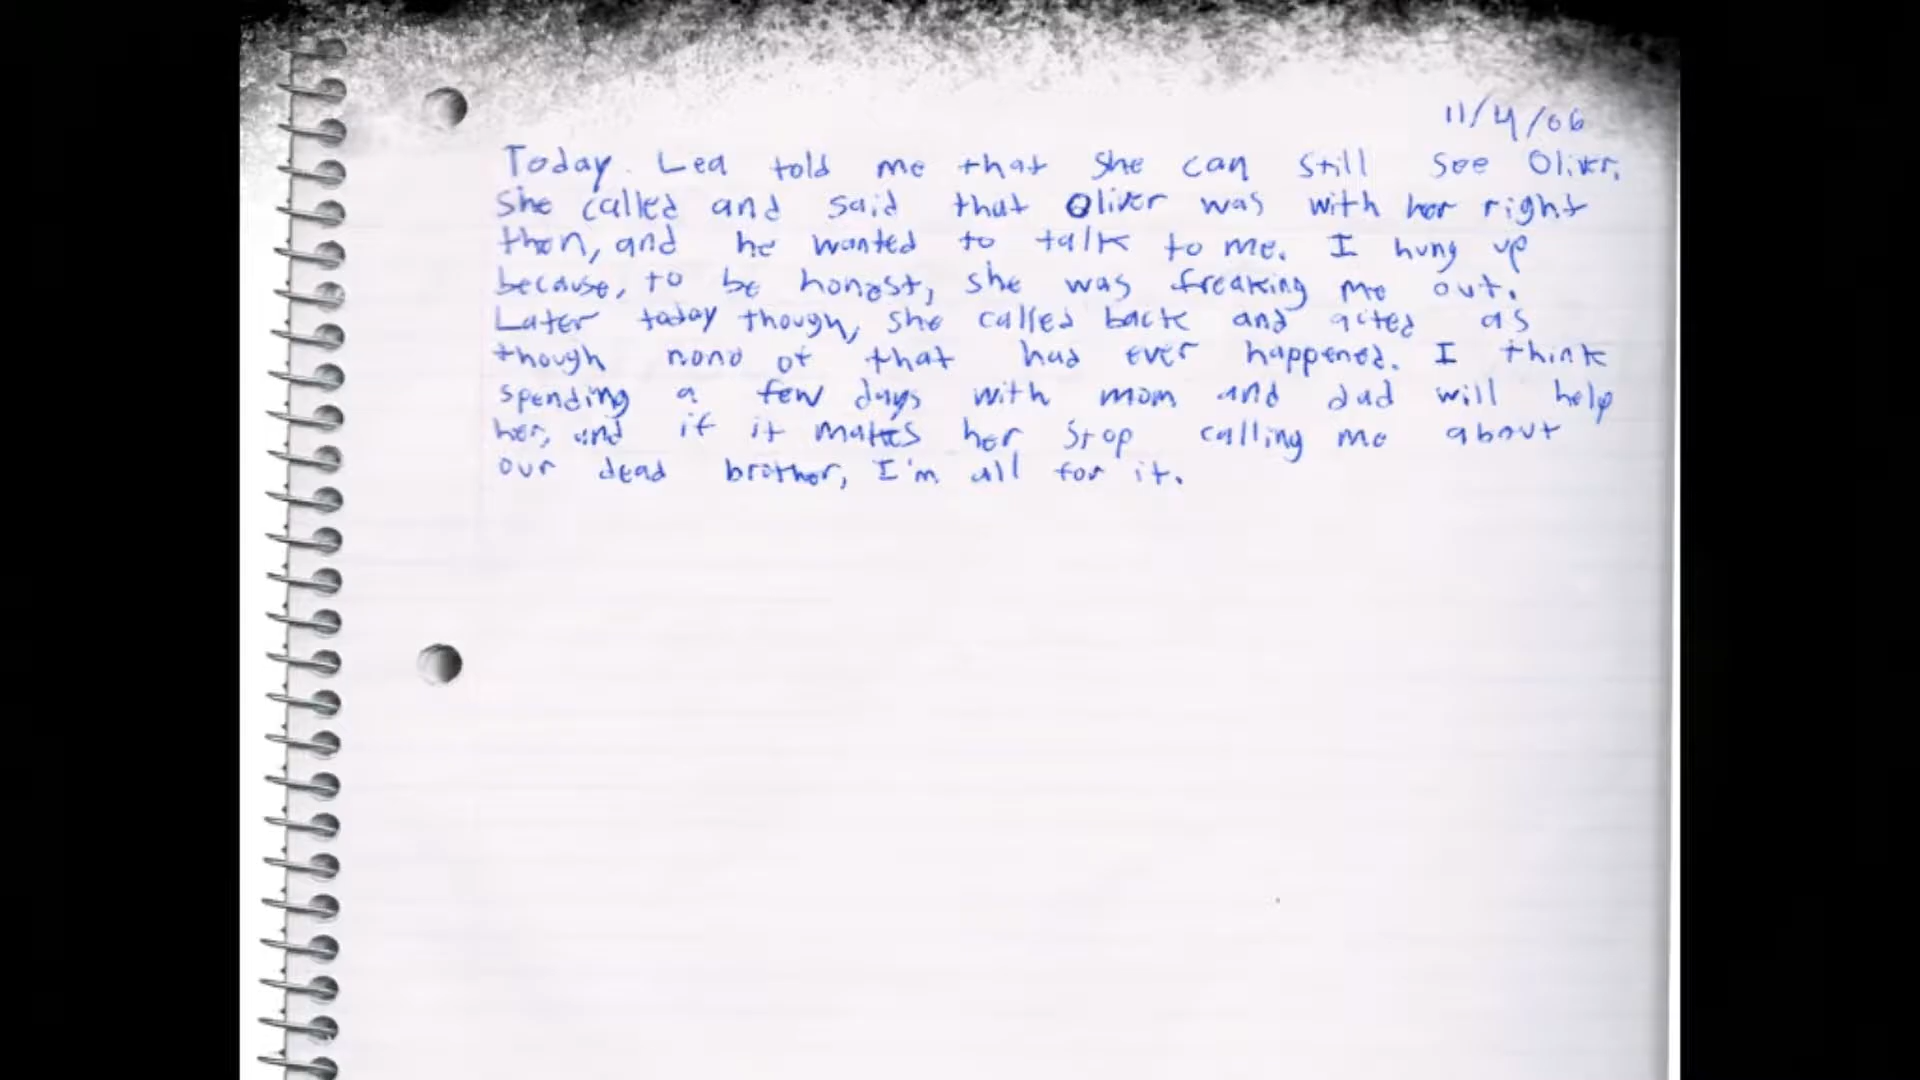 11/4/06
Today Lea told me that she can still see Oliver.
She called and said that Oliver was with her right
then, and he wanted to talk to me. I hung up
because, to be honest, she was freaking me out.
Later today though, she called back and acted as
though none of that had ever happened. I think
spending a few days with mom and dad will help
her, and if it makes her stop calling me about
our dead brother, I'm all for it.